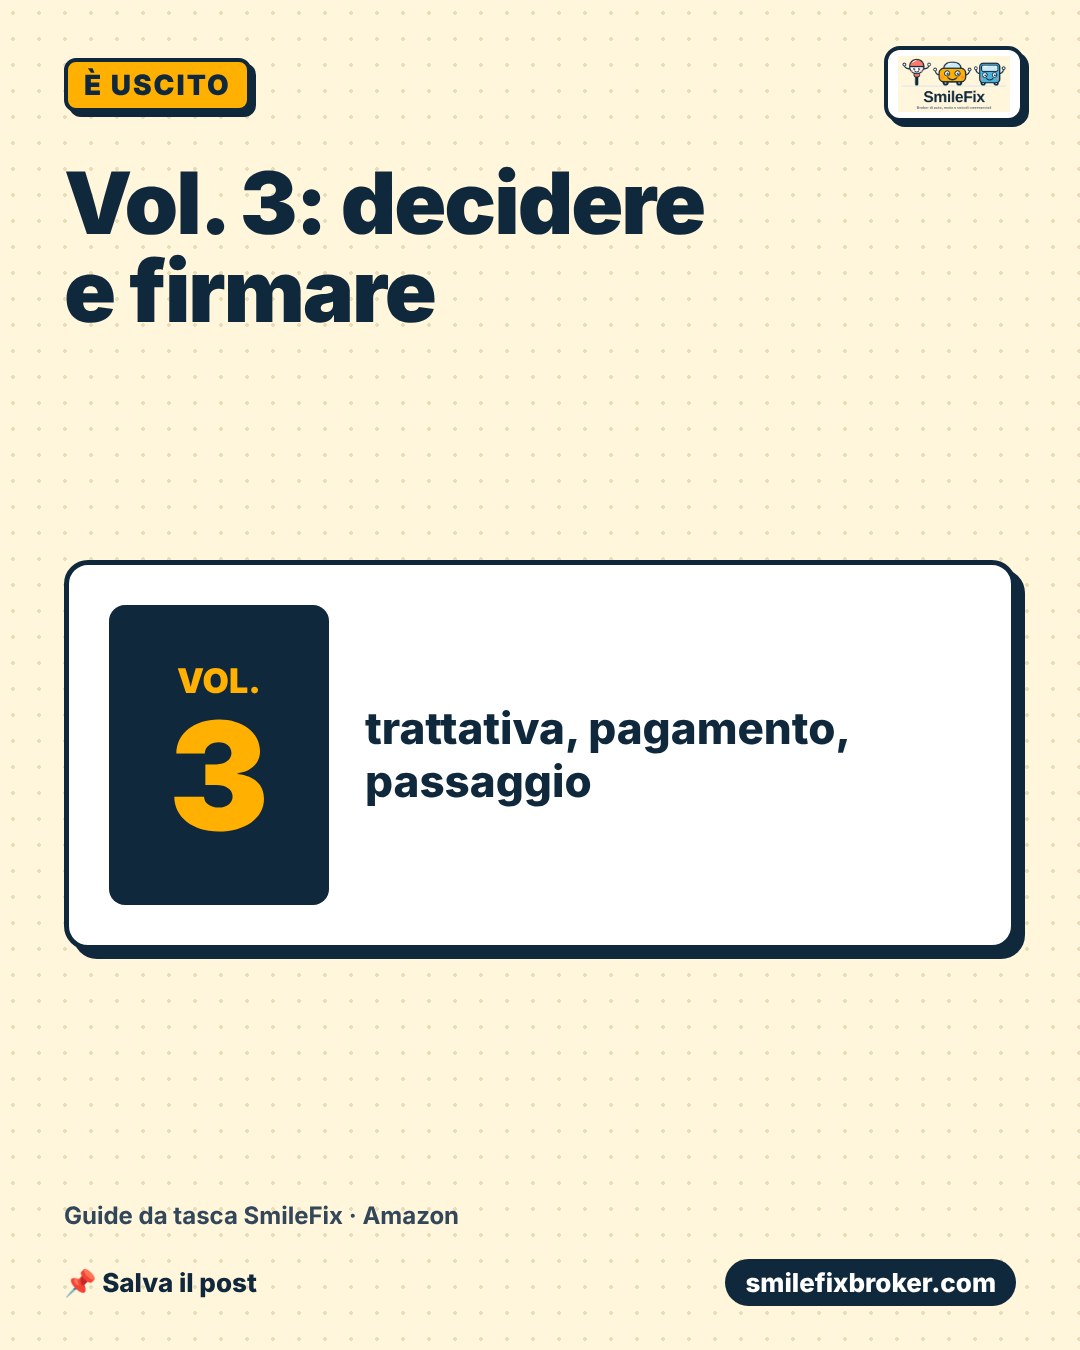 È USCITO
SmileFix
Vol. 3: decidere
e firmare
VOL.
3
trattativa, pagamento,
passaggio
Guide da tasca SmileFix · Amazon
📌 Salva il post
smilefixbroker.com